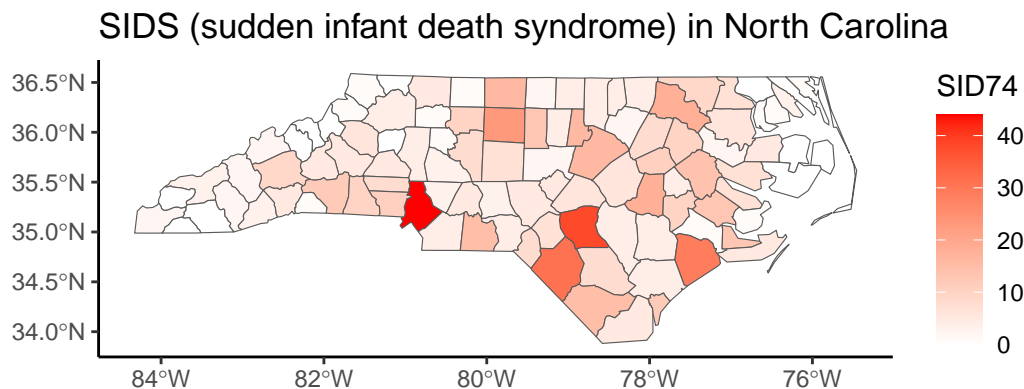 SIDS (sudden infant death syndrome) in North Carolina
36.5°N
36.0°N
35.5°N
35.0°N
34.5°N
34.0°N
84°W
82°W
80°W
78°W
76°W
SID74
40
30
20
10
0